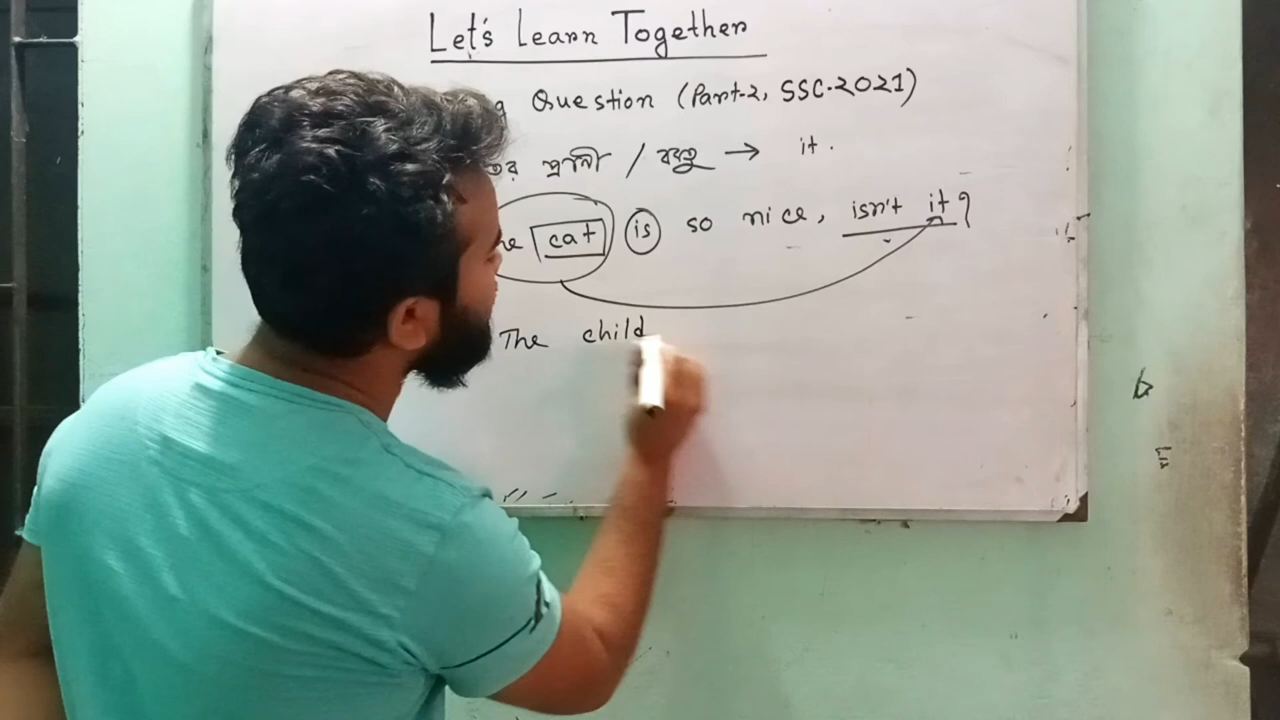 Let's Learn Together
Question (Part-2, SSC-2021)
প্রাণী / বস্তু → it.
cat is so nice, isn't it?
The child